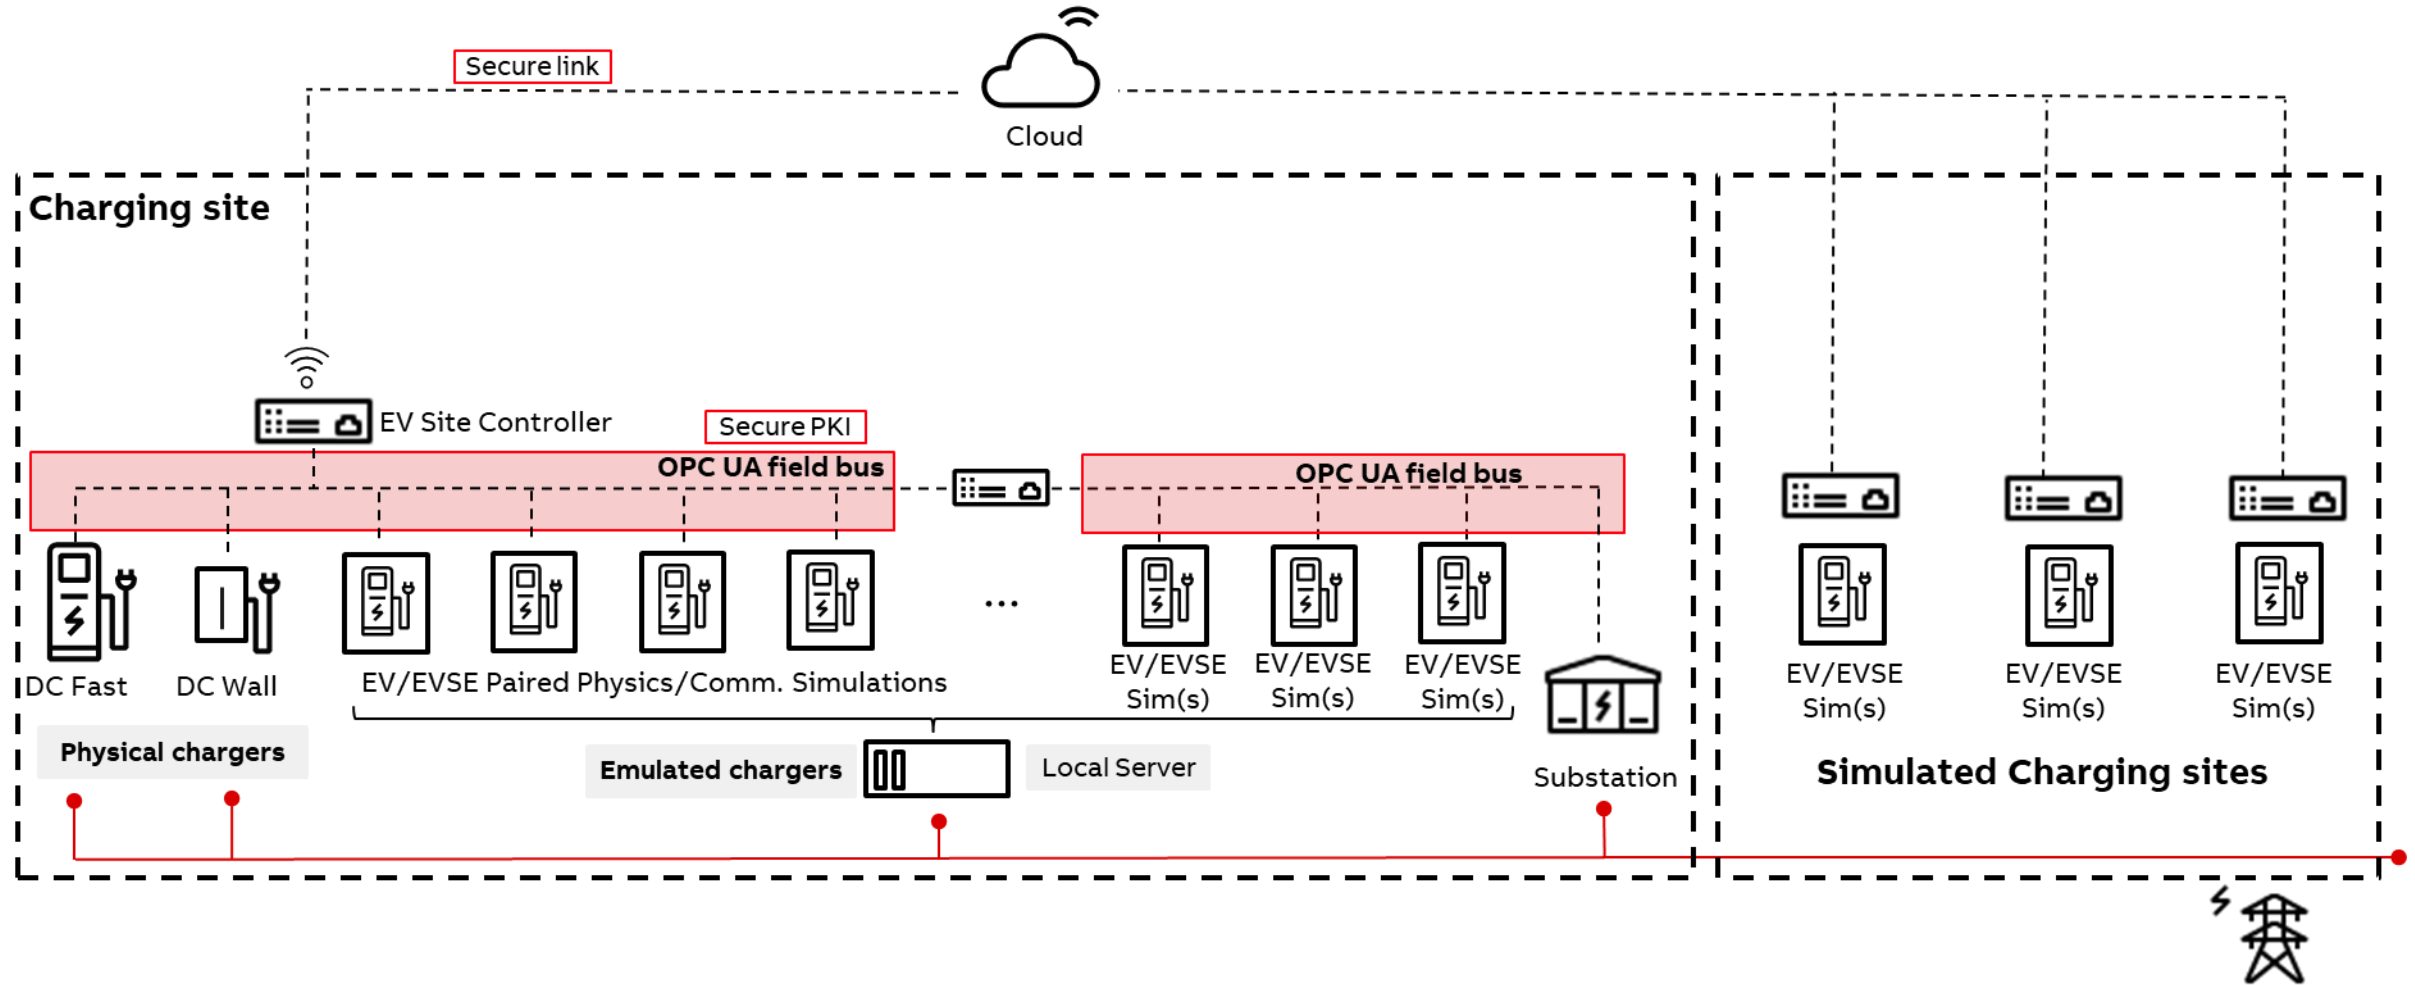 Secure link
Cloud
Charging site
EV Site Controller
Secure PKI
OPC UA field bus
OPC UA field bus
...
DC Fast
DC Wall
EV/EVSE Paired Physics/Comm. Simulations
EV/EVSE
Sim(s)
EV/EVSE
Sim(s)
EV/EVSE
Sim(s)
EV/EVSE
Sim(s)
EV/EVSE
Sim(s)
EV/EVSE
Sim(s)
Physical chargers
Emulated chargers
Local Server
Substation
Simulated Charging sites